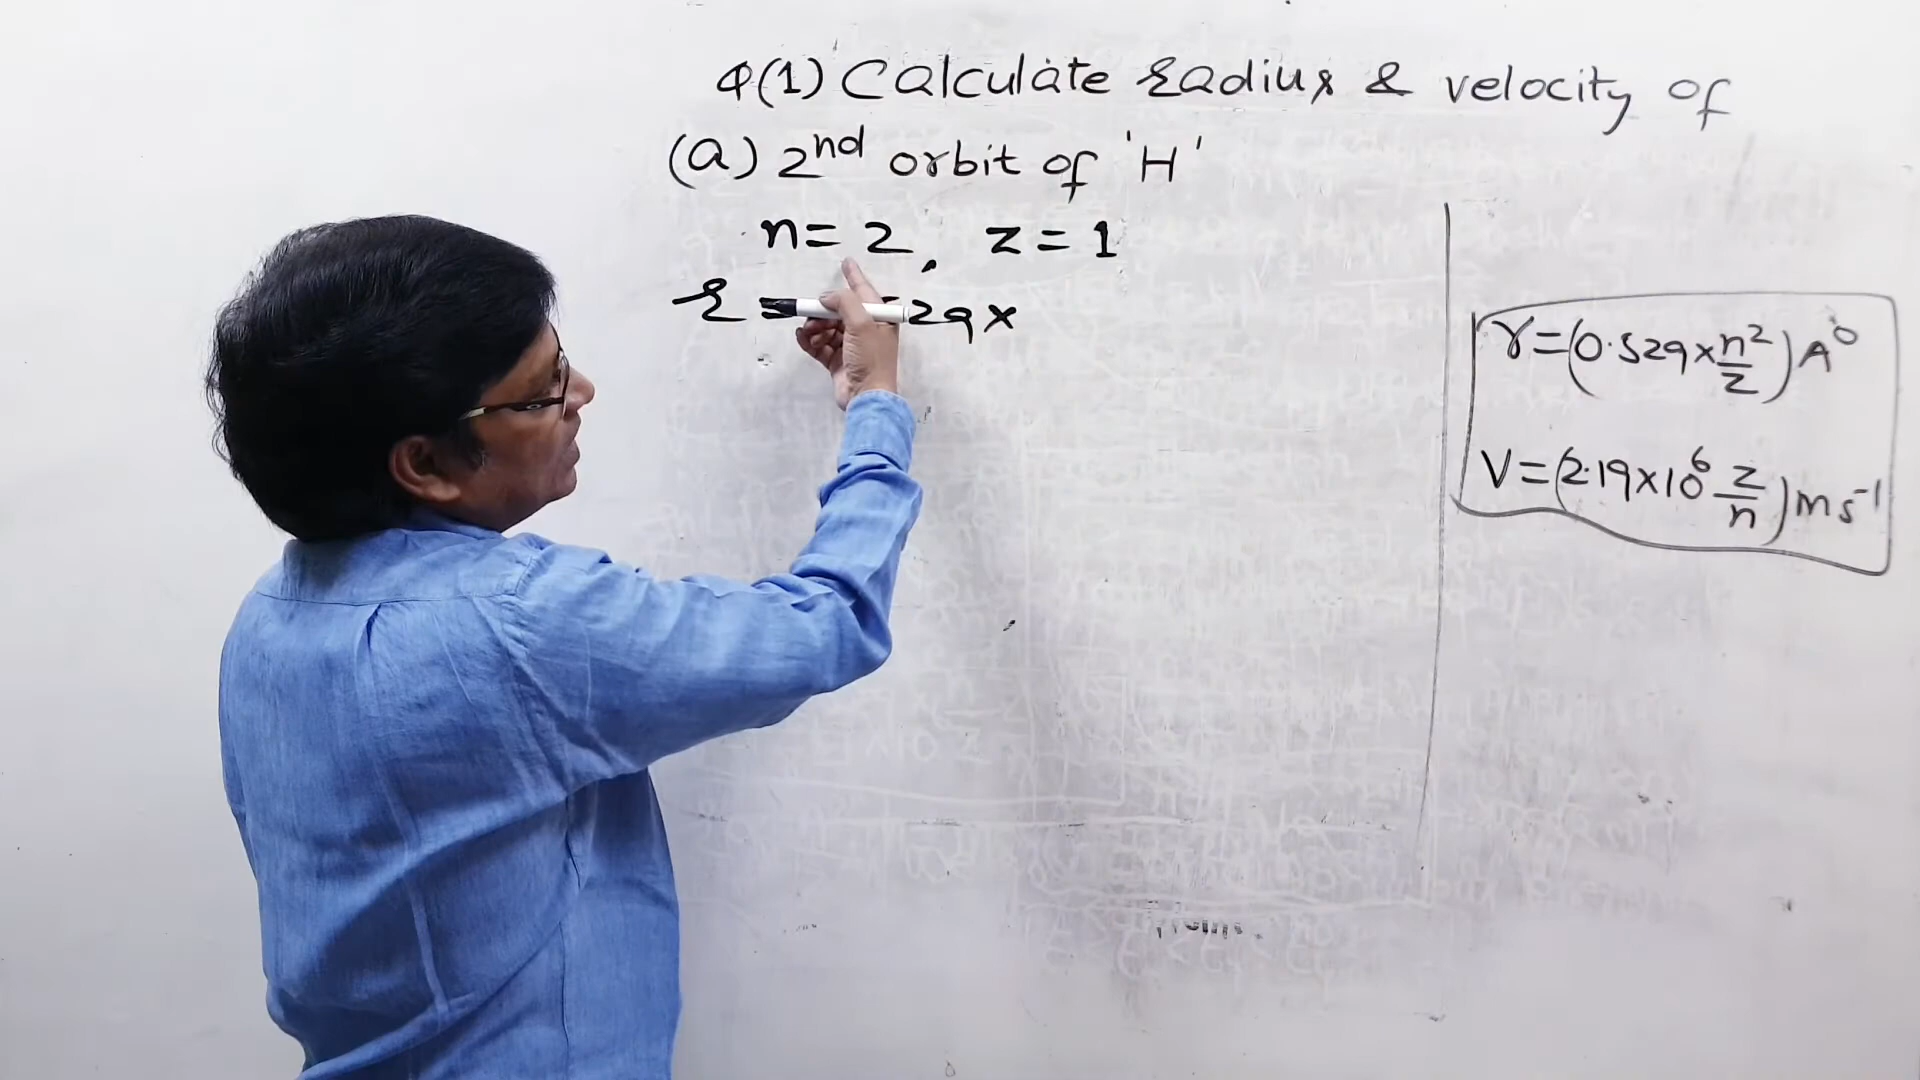 Q(1) Calculate radius & velocity of
(a) 2nd orbit of 'H'
n = 2, z = 1
r = 29 x
r = (0.529 x n²/z) A⁰
V = (2.19 x 10⁶ z/n) ms⁻¹